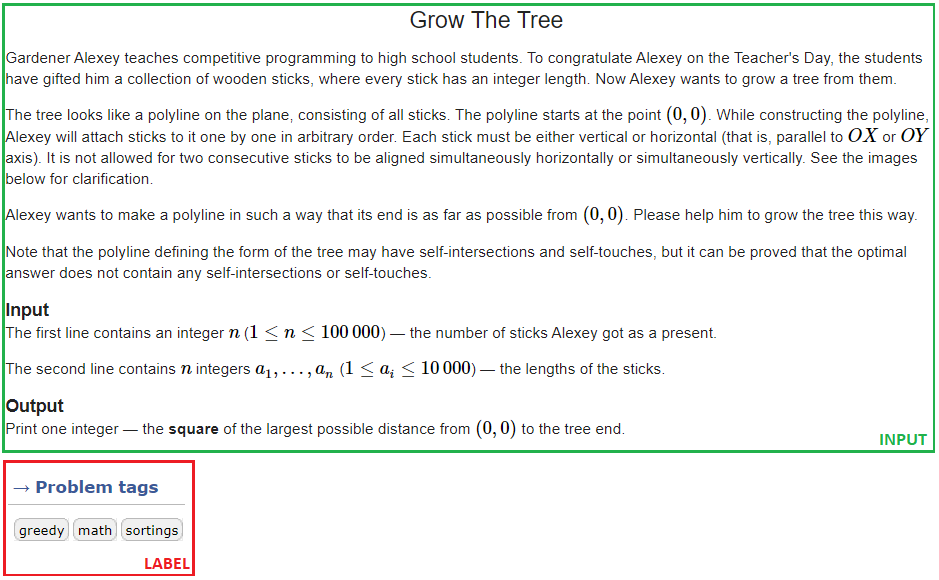 Grow The Tree
Gardener Alexey teaches competitive programming to high school students. To congratulate Alexey on the Teacher's Day, the students
have gifted him a collection of wooden sticks, where every stick has an integer length. Now Alexey wants to grow a tree from them.
The tree looks like a polyline on the plane, consisting of all sticks. The polyline starts at the point (0, 0). While constructing the polyline,
Alexey will attach sticks to it one by one in arbitrary order. Each stick must be either vertical or horizontal (that is, parallel to OX or OY
axis). It is not allowed for two consecutive sticks to be aligned simultaneously horizontally or simultaneously vertically. See the images
below for clarification.
Alexey wants to make a polyline in such a way that its end is as far as possible from (0, 0). Please help him to grow the tree this way.
Note that the polyline defining the form of the tree may have self-intersections and self-touches, but it can be proved that the optimal
answer does not contain any self-intersections or self-touches.
Input
The first line contains an integer n (1 ≤ n ≤ 100 000) — the number of sticks Alexey got as a present.
The second line contains n integers a₁, . . . , aₙ (1 ≤ aᵢ ≤ 10 000) — the lengths of the sticks.
Output
Print one integer — the square of the largest possible distance from (0, 0) to the tree end.
INPUT
→ Problem tags
greedy math sortings
LABEL